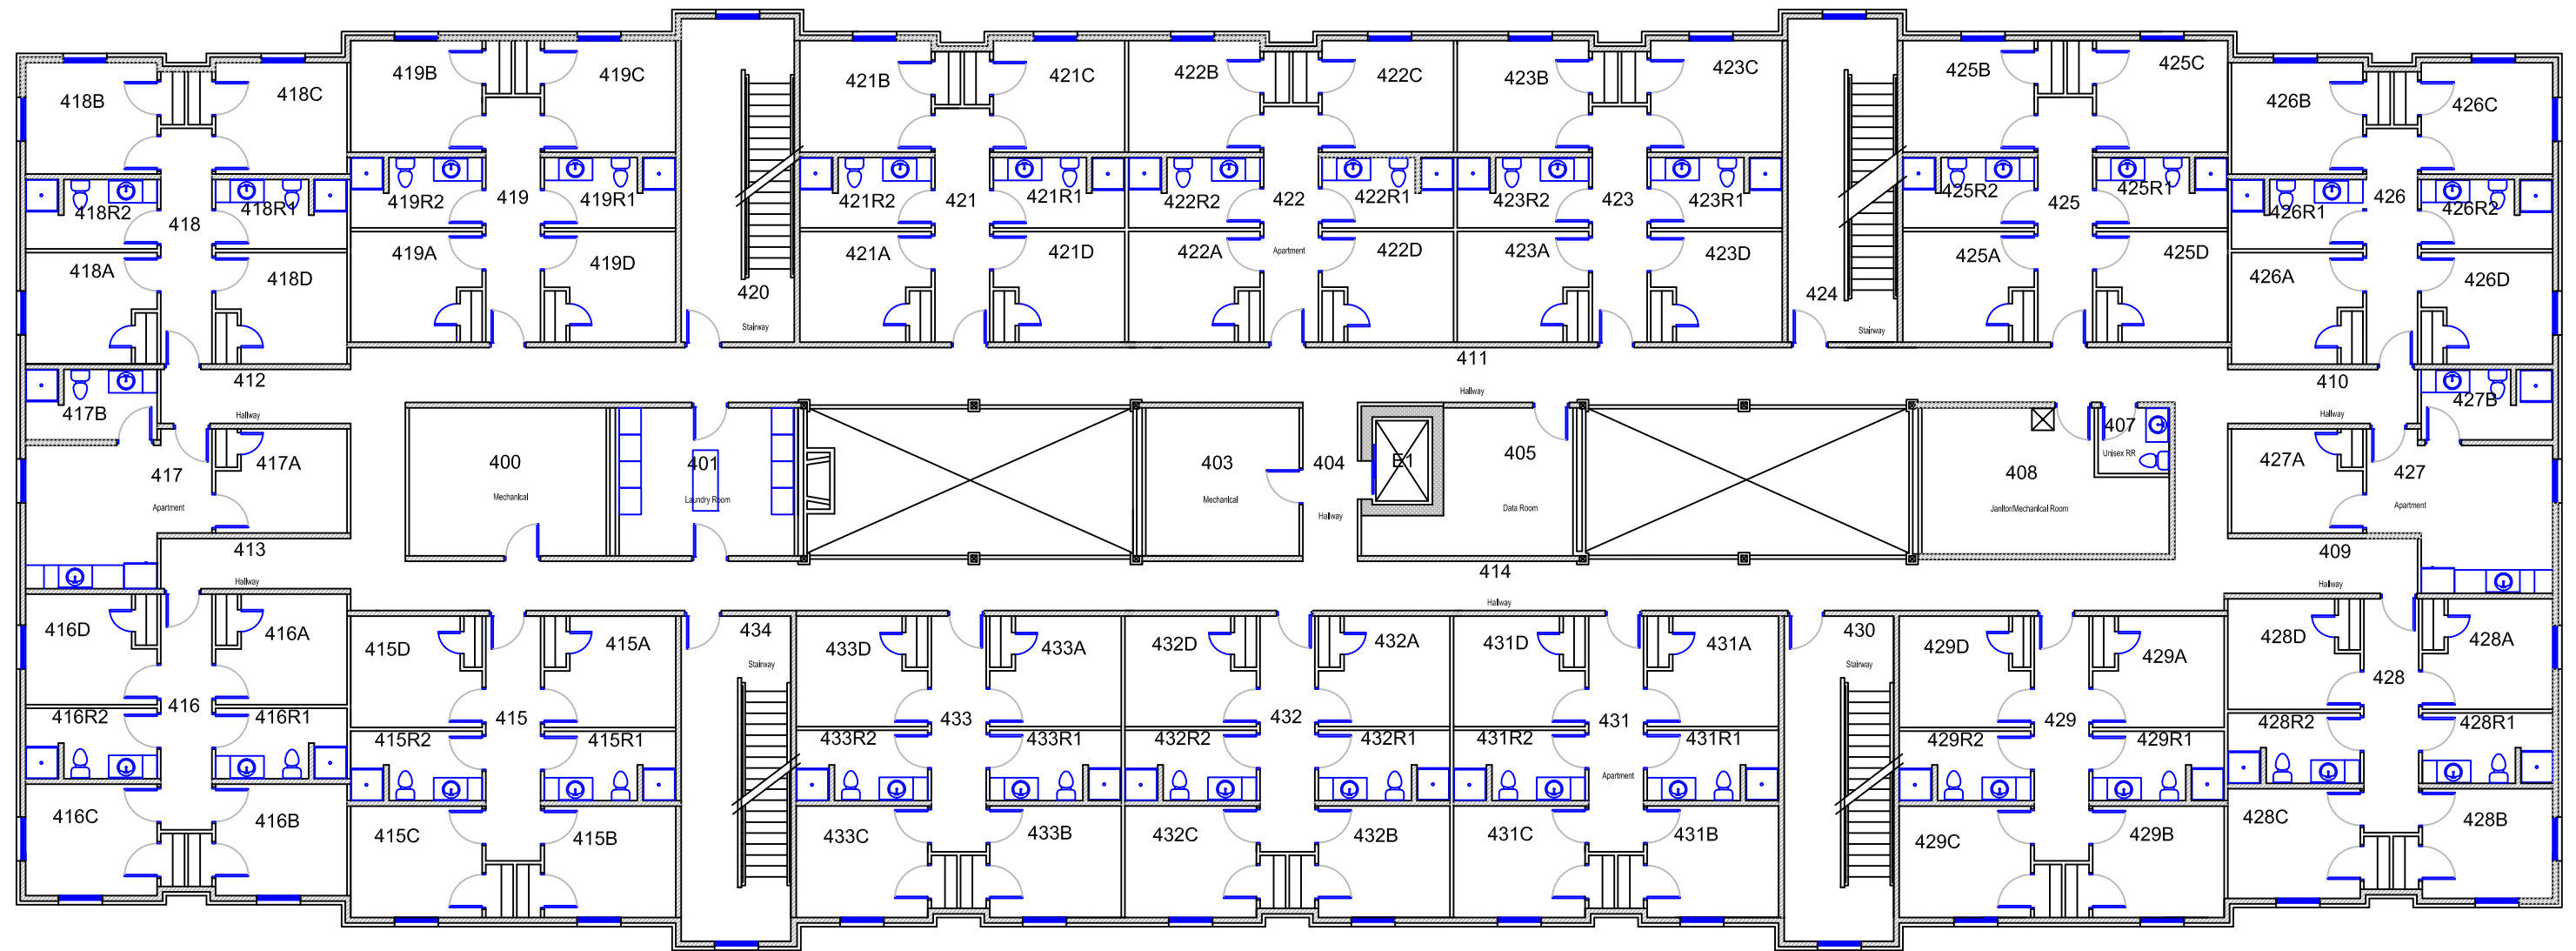 418B
418C
419B
419C
421B
421C
422B
422C
423B
423C
425B
425C
426B
426C
418R2
418
418R1
419R2
419
419R1
421R2
421
421R1
422R2
422
422R1
423R2
423
423R1
425R2
425
425R1
426R1
426
426R2
418A
418D
419A
419D
420
Stairway
421A
421D
422A
Apartment
422D
423A
423D
424
Stairway
425A
425D
426A
426D
412
Hallway
411
Hallway
410
Hallway
417B
427B
417
Apartment
417A
400
Mechanical
401
Laundry Room
403
Mechanical
404
Hallway
E1
405
Data Room
407
Unisex RR
408
Janitor/Mechanical Room
427A
427
Apartment
413
Hallway
414
Hallway
409
Hallway
416D
416A
415D
415A
434
Stairway
433D
433A
432D
432A
431D
431A
430
Stairway
429D
429A
428D
428A
416R2
416
416R1
415R2
415
415R1
433R2
433
433R1
432R2
432
432R1
431R2
431
Apartment
431R1
429R2
429
429R1
428R2
428
428R1
416C
416B
415C
415B
433C
433B
432C
432B
431C
431B
429C
429B
428C
428B